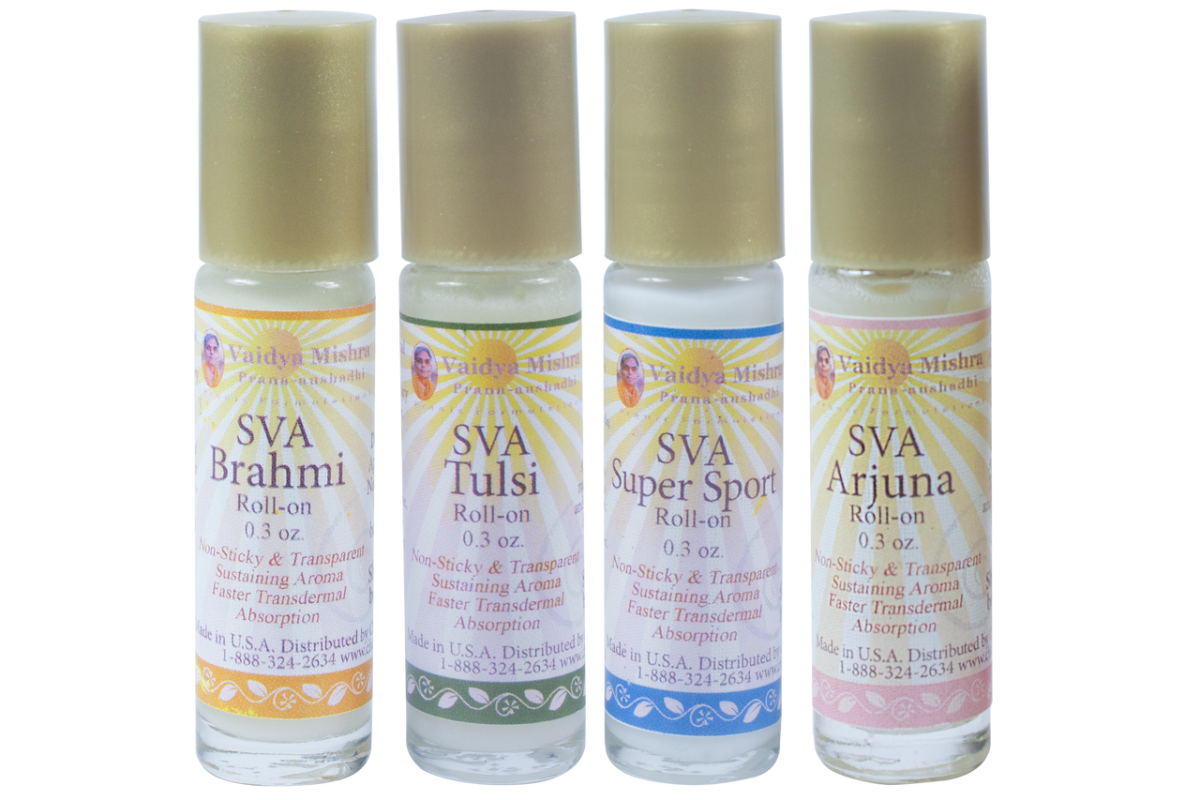 Vaidya Mishra
Prana-aushadhi
SVA
Brahmi
Roll-on
0.3 oz.
Non-Sticky & Transparent
Sustaining Aroma
Faster Transdermal
Absorption
Made in U.S.A. Distributed by
1-888-324-2634
Vaidya Mishra
Prana-aushadhi
SVA
Tulsi
Roll-on
0.3 oz.
Non-Sticky & Transparent
Sustaining Aroma
Faster Transdermal
Absorption
Made in U.S.A. Distributed
1-888-324-2634 www.
Vaidya Mishra
Prana-aushadhi
SVA
Super Sport
Roll-on
0.3 oz.
Non-Sticky & Transparent
Sustaining Aroma
Faster Transdermal
Absorption
Made in U.S.A. Distributed
1-888-324-2634 www.
Vaidya Mishra
Prana-aushadhi
SVA
Arjuna
Roll-on
0.3 oz.
Non-Sticky & Transparent
Sustaining Aroma
Faster Transdermal
Absorption
Made in U.S.A. Distributed by
1-888-324-2634 www.